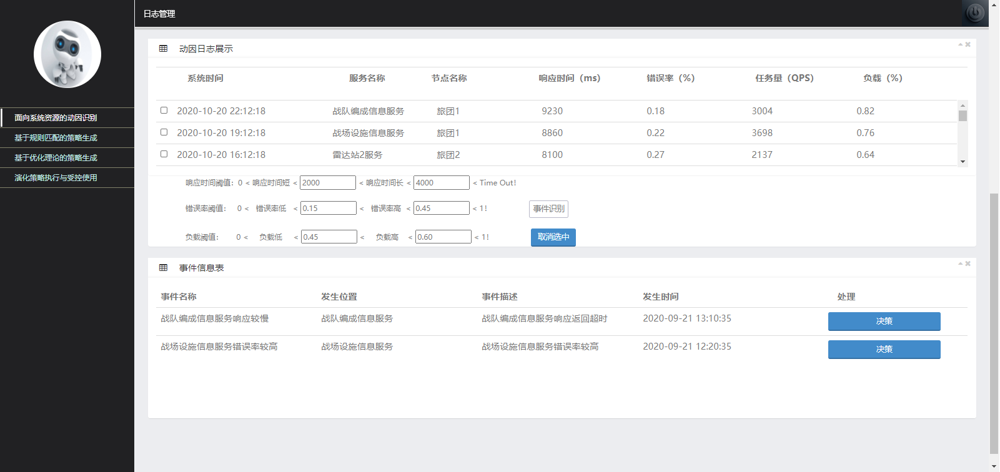 日志管理
面向系统资源的动因识别
基于规则匹配的策略生成
基于优化理论的策略生成
演化策略执行与受控使用
动因日志展示
系统时间 服务名称 节点名称 响应时间（ms） 错误率（%） 任务量（QPS） 负载（%）
2020-10-20 22:12:18 战队编成信息服务 旅团1 9230 0.18 3004 0.82
2020-10-20 19:12:18 战场设施信息服务 旅团1 8860 0.22 3698 0.76
2020-10-20 16:12:18 雷达站2服务 旅团2 8100 0.27 2137 0.64
响应时间阈值：0 < 响应时间短 < 2000 < 响应时间长 < 4000 < Time Out!
错误率阈值： 0 < 错误率低 < 0.15 < 错误率高 < 0.45 < 1! 事件识别
负载阈值： 0 < 负载低 < 0.45 < 负载高 < 0.60 < 1! 取消选中
事件信息表
事件名称 发生位置 事件描述 发生时间 处理
战队编成信息服务响应较慢 战队编成信息服务 战队编成信息服务响应返回超时 2020-09-21 13:10:35 决策
战场设施信息服务错误率较高 战场设施信息服务 战场设施信息服务错误率较高 2020-09-21 12:20:35 决策